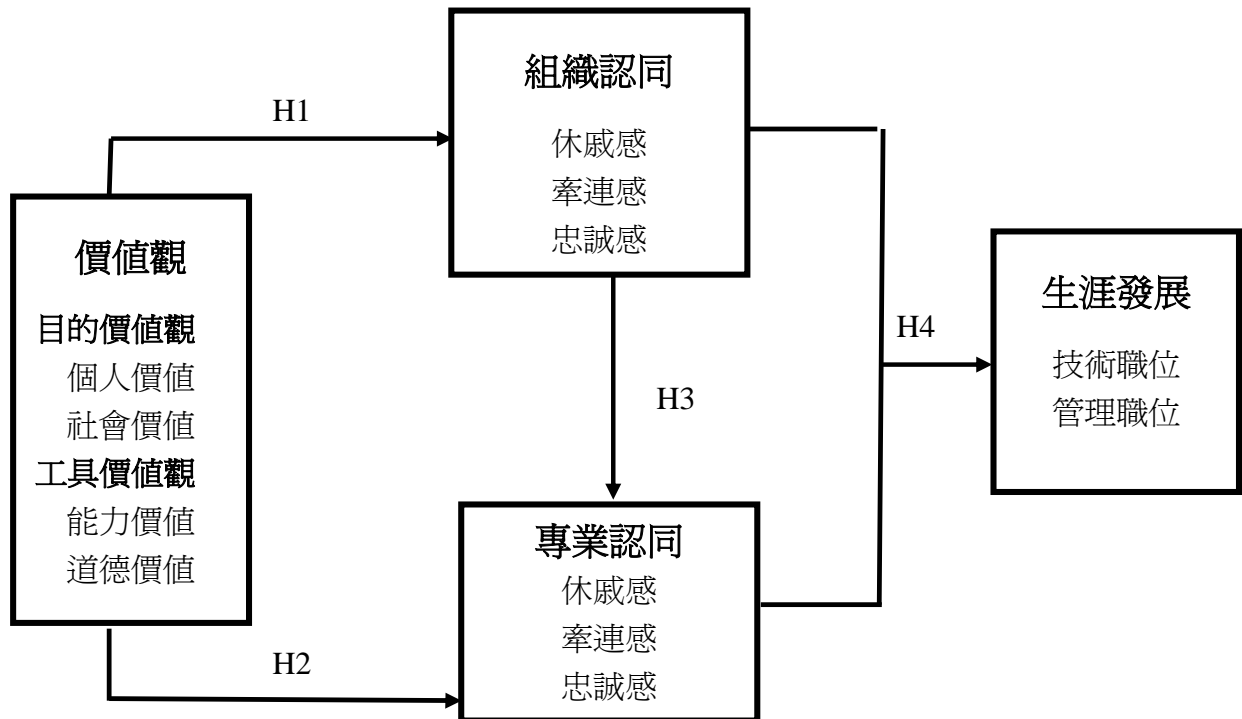 組織認同
休戚感
牽連感
忠誠感
H1
價值觀
目的價值觀
個人價值
社會價值
工具價值觀
能力價值
道德價值
H3
H4
生涯發展
技術職位
管理職位
H2
專業認同
休戚感
牽連感
忠誠感